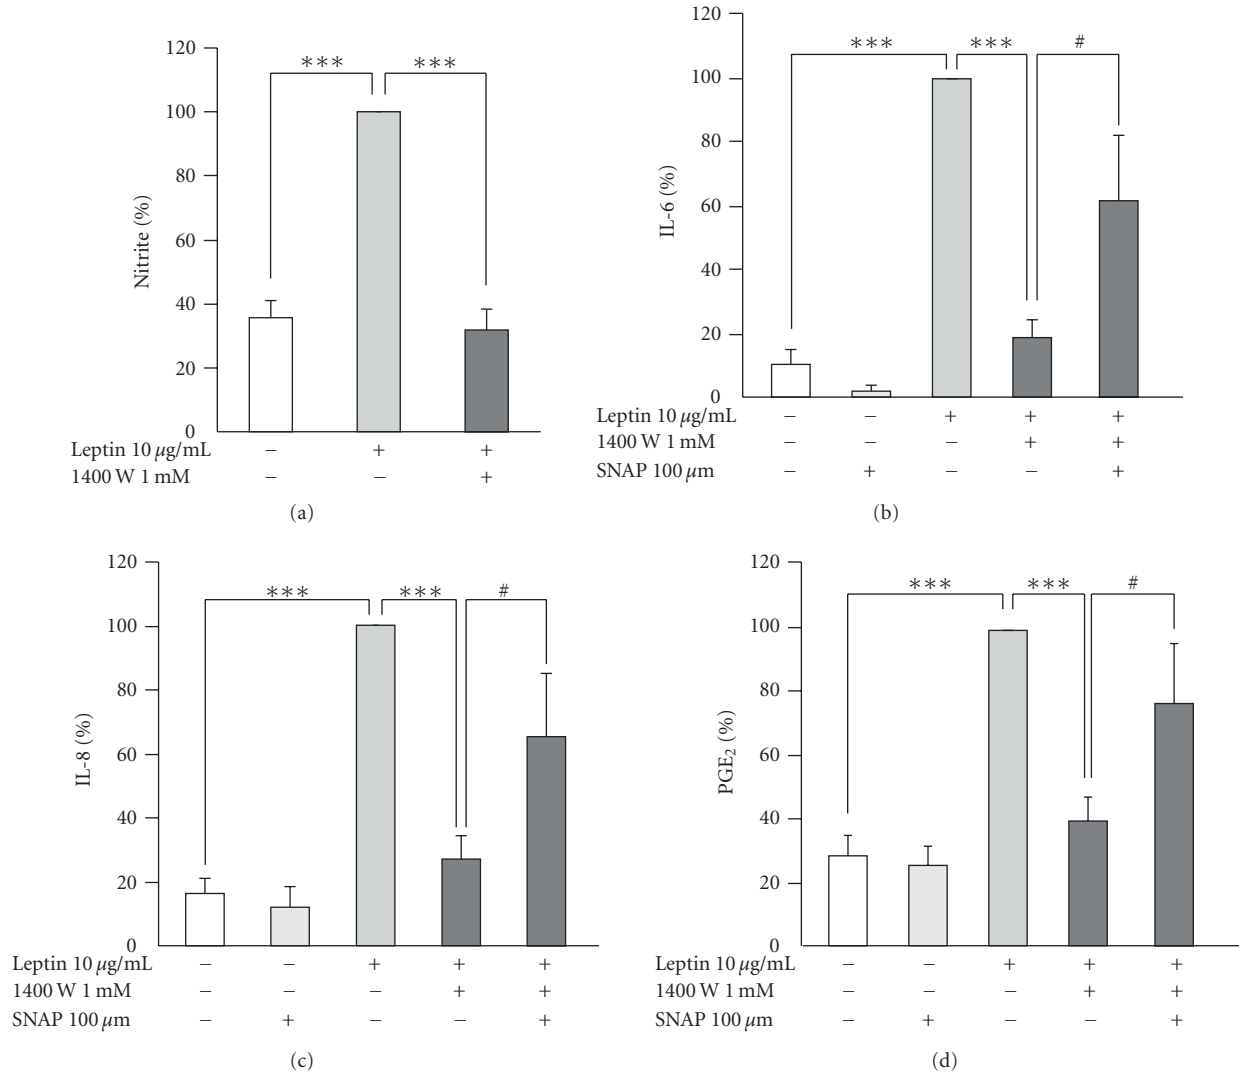 120
100
80
60
40
20
0
Nitrite (%)
*** ***
Leptin 10 μg/mL − + +
1400 W 1 mM − − +
(a)
120
100
80
60
40
20
0
IL-6 (%)
*** *** #
Leptin 10 μg/mL − − + + +
1400 W 1 mM − − − + +
SNAP 100 μm − + − − +
(b)
120
100
80
60
40
20
0
IL-8 (%)
*** *** #
Leptin 10 μg/mL − − + + +
1400 W 1 mM − − − + +
SNAP 100 μm − + − − +
(c)
120
100
80
60
40
20
0
PGE₂ (%)
*** *** #
Leptin 10 μg/mL − − + + +
1400 W 1 mM − − − + +
SNAP 100 μm − + − − +
(d)